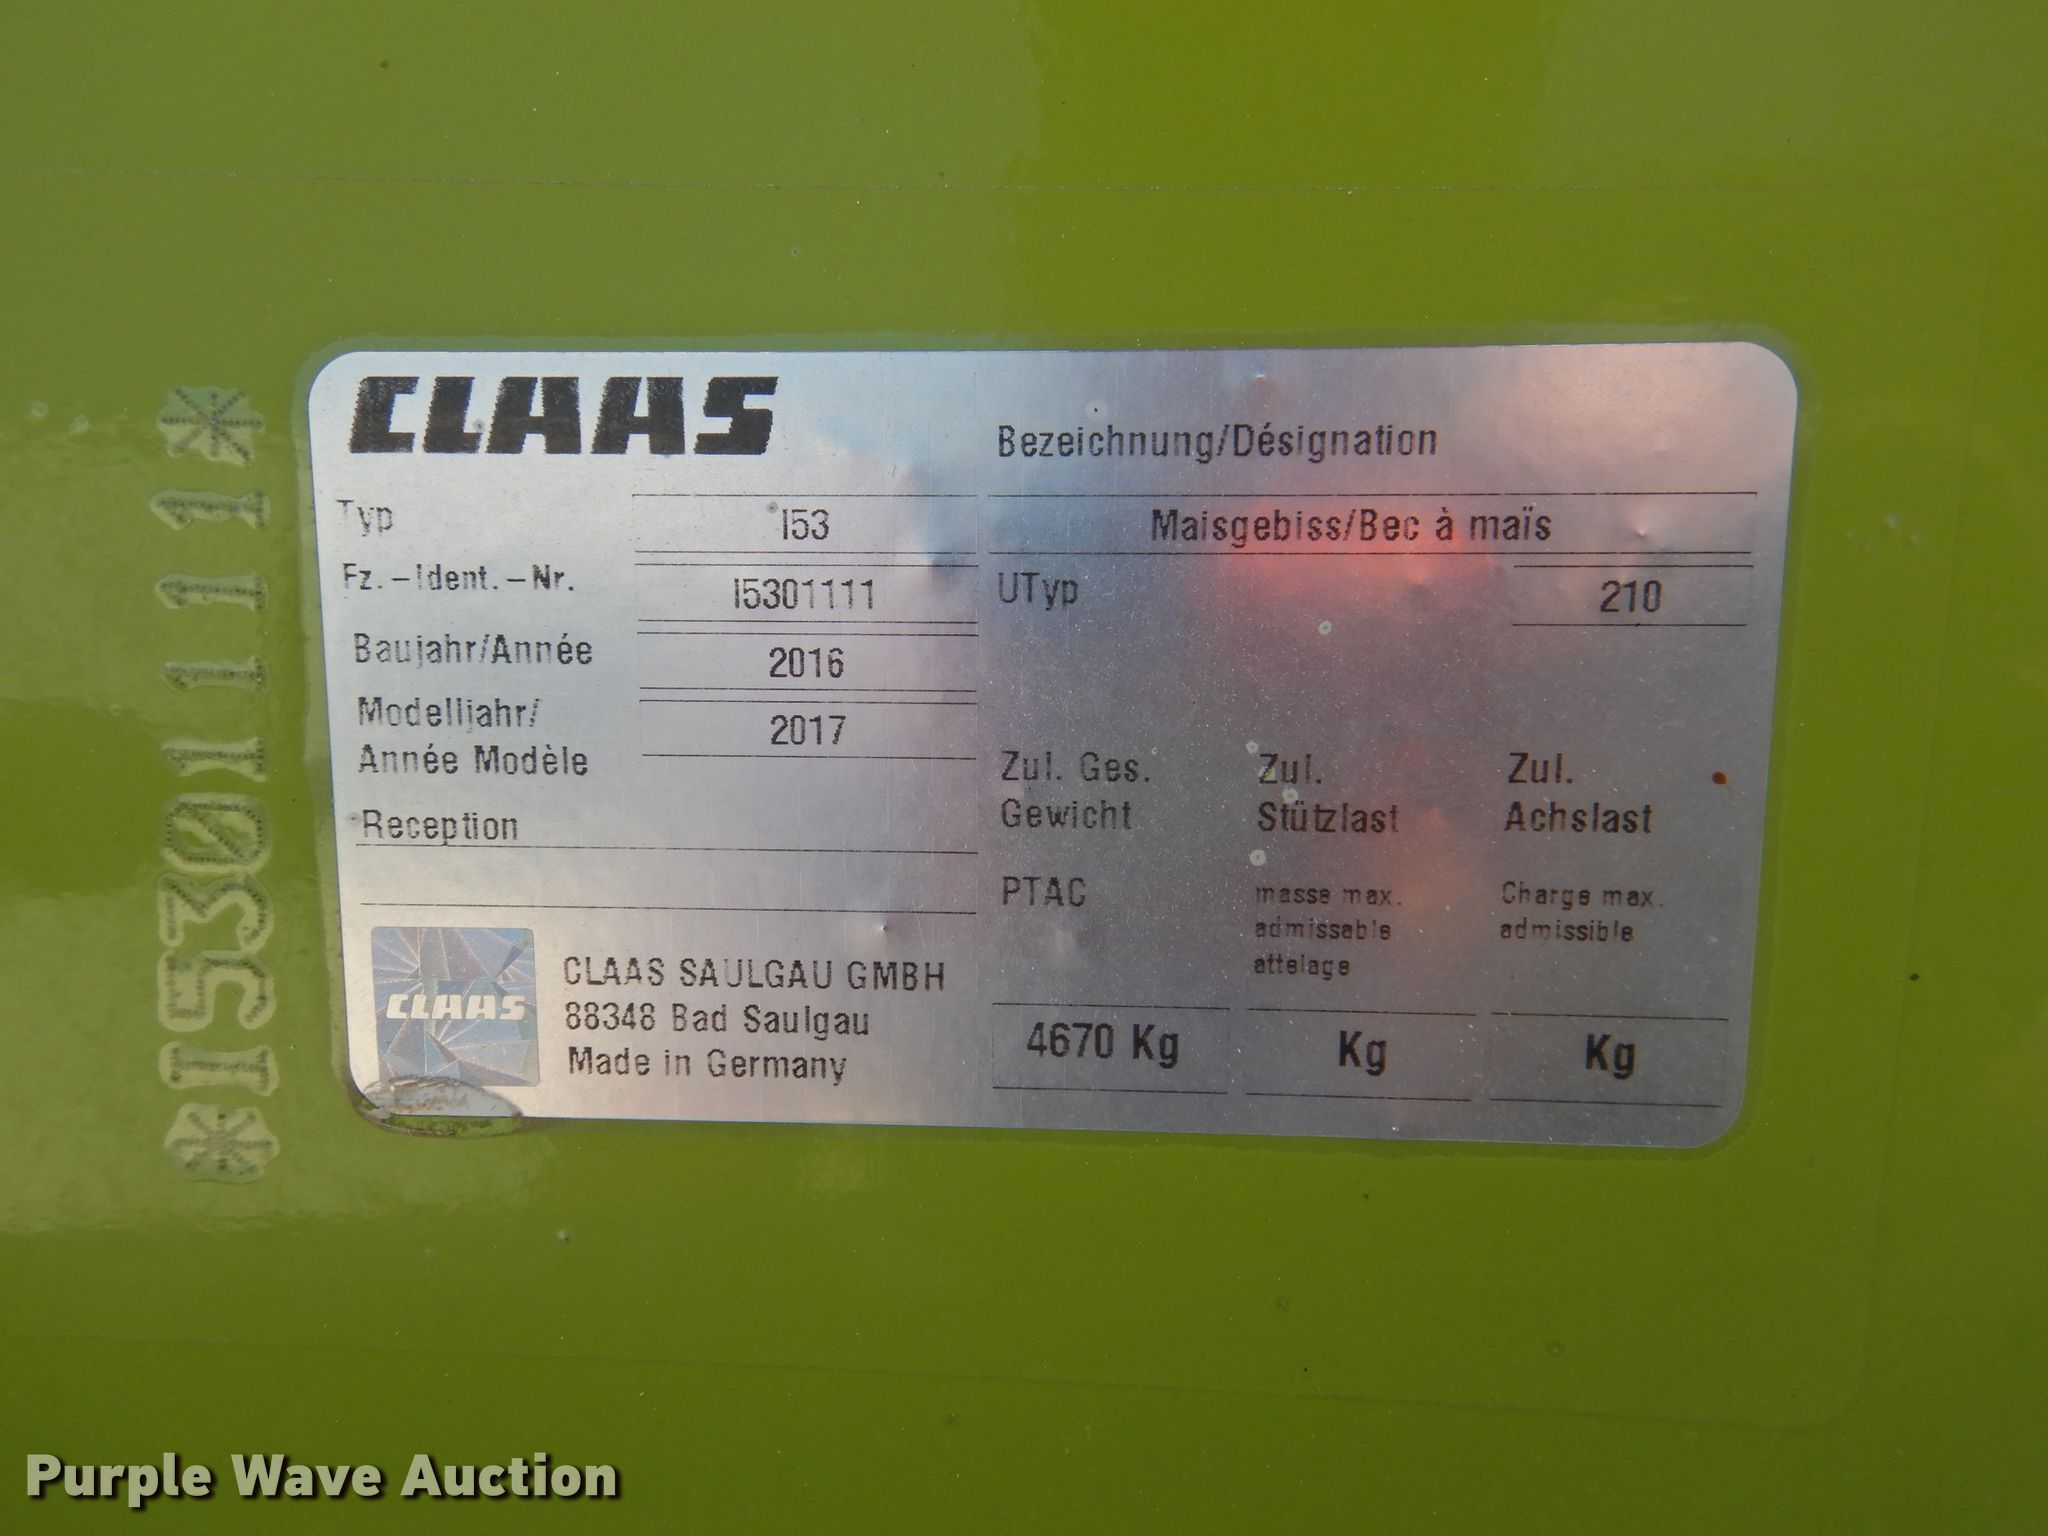 CLAAS
Bezeichnung/Désignation
Typ I53
Maisgebiss/Bec à maïs
Fz.-Ident.-Nr. I5301111
UTyp 210
Baujahr/Année 2016
Modelljahr/
Année Modèle 2017
Reception
Zul. Ges.
Gewicht
PTAC
4670 Kg
Zul.
Stützlast
masse max.
admissable
attelage
Kg
Zul.
Achslast
Charge max.
admissible
Kg
CLAAS
CLAAS SAULGAU GMBH
88348 Bad Saulgau
Made in Germany
*I5301111*
Purple Wave Auction